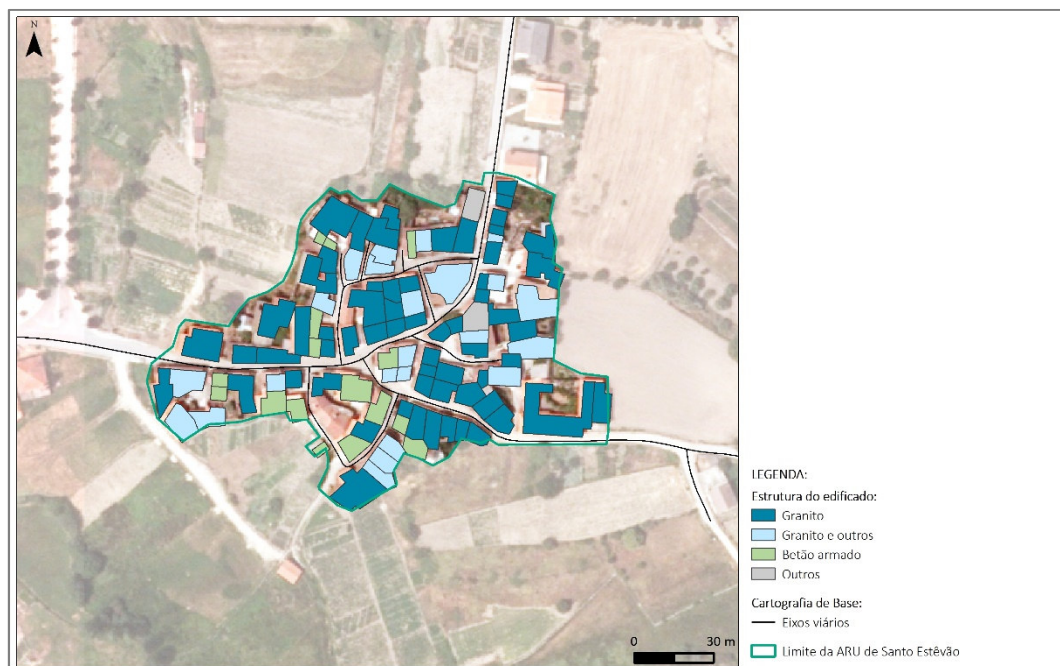 N
LEGENDA:
Estrutura do edificado:
Granito
Granito e outros
Betão armado
Outros
Cartografia de Base:
Eixos viários
Limite da ARU de Santo Estêvão
0 30 m